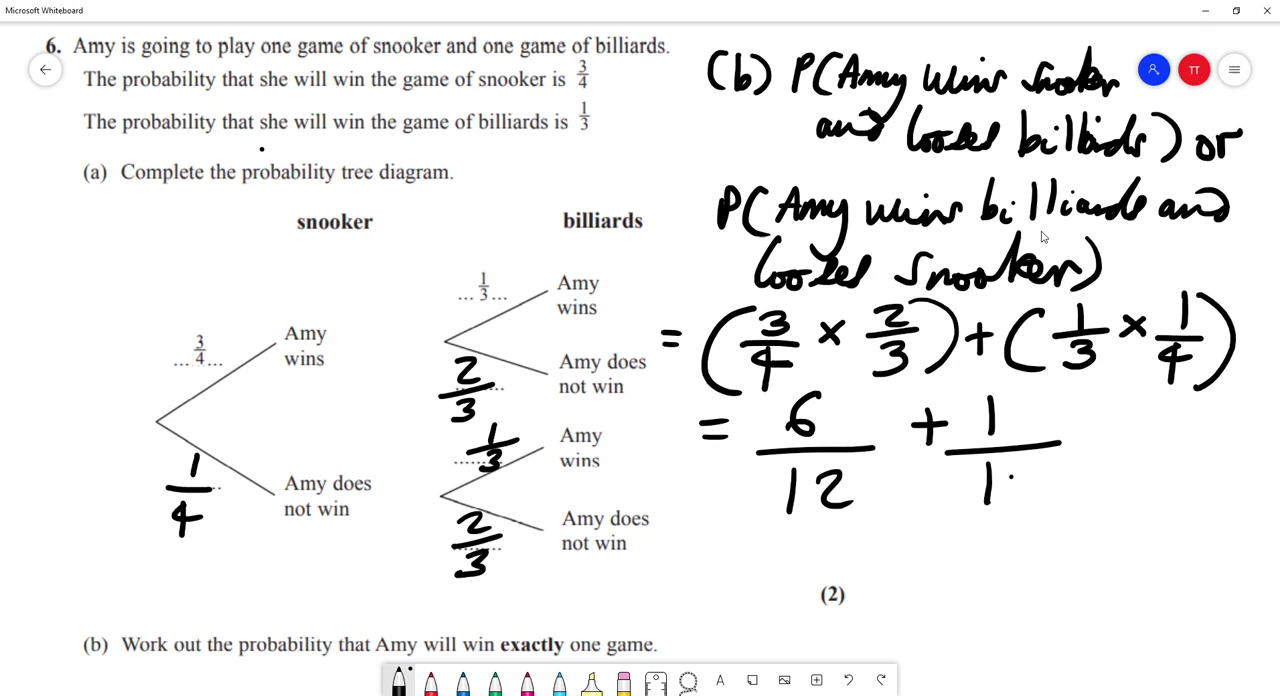 Microsoft Whiteboard
6. Amy is going to play one game of snooker and one game of billiards.
The probability that she will win the game of snooker is 3/4
The probability that she will win the game of billiards is 1/3
(a) Complete the probability tree diagram.
snooker billiards
...3/4... Amy wins
1/4 Amy does not win
...1/3... Amy wins
2/3 Amy does not win
1/3 Amy wins
2/3 Amy does not win
(2)
(b) Work out the probability that Amy will win exactly one game.
(b) P(Amy wins snooker
and loses billiards) or
P(Amy wins billiards and
loses snooker)
= (3/4 × 2/3) + (1/3 × 1/4)
= 6/12 + 1/1
TT
A